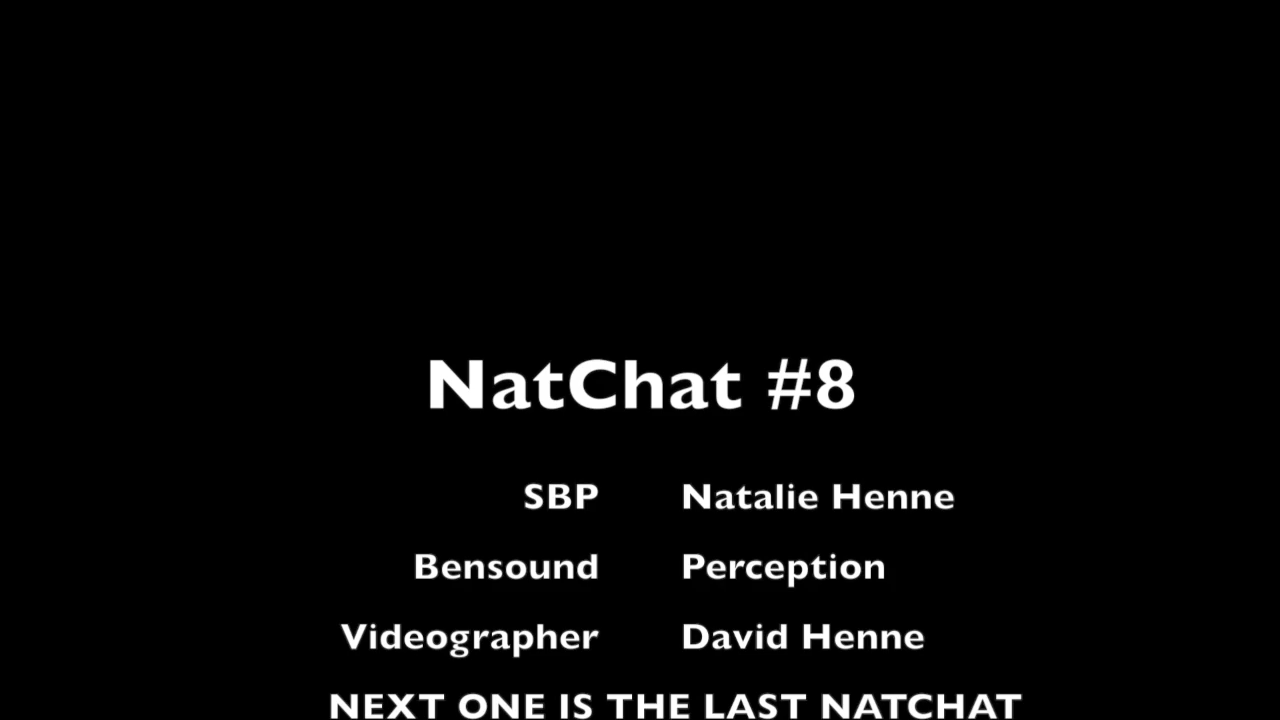 NatChat #8
SBP Natalie Henne
Bensound Perception
Videographer David Henne
NEXT ONE IS THE LAST NATCHAT